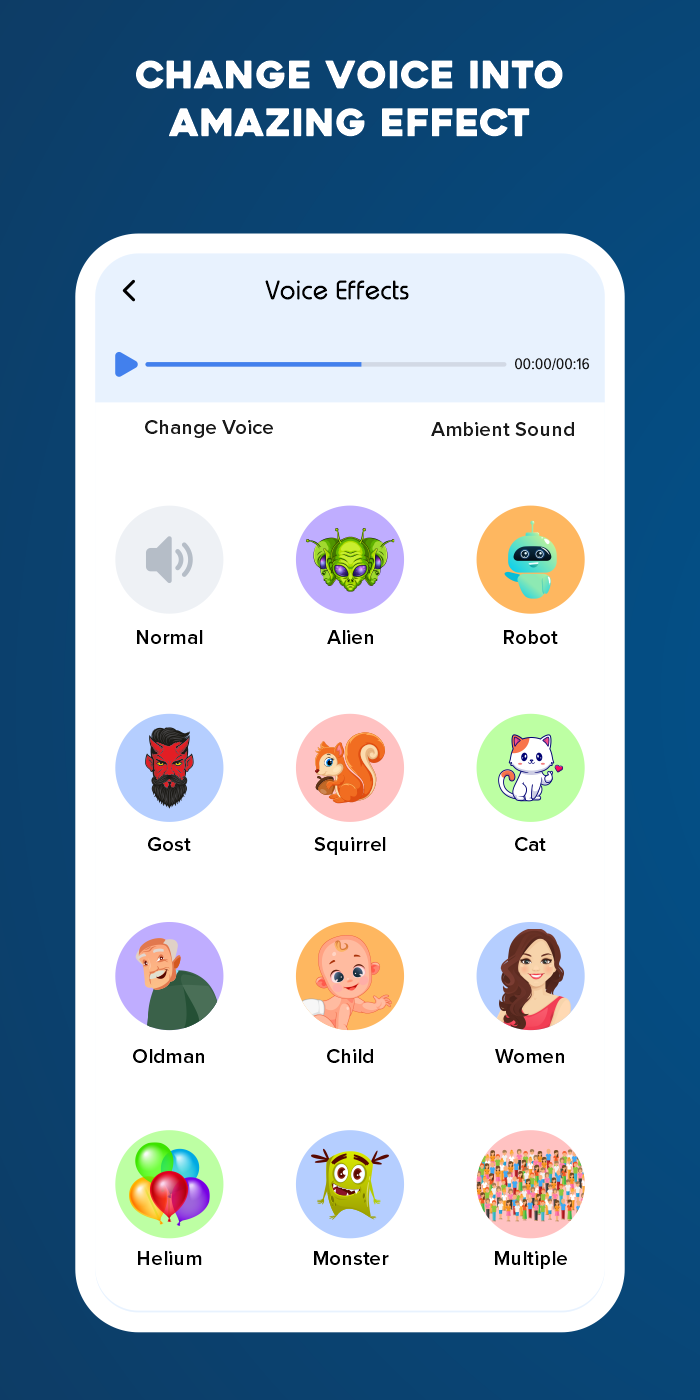 CHANGE VOICE INTO
AMAZING EFFECT
Voice Effects
00:00/00:16
Change Voice
Ambient Sound
Normal
Alien
Robot
Gost
Squirrel
Cat
Oldman
Child
Women
Helium
Monster
Multiple